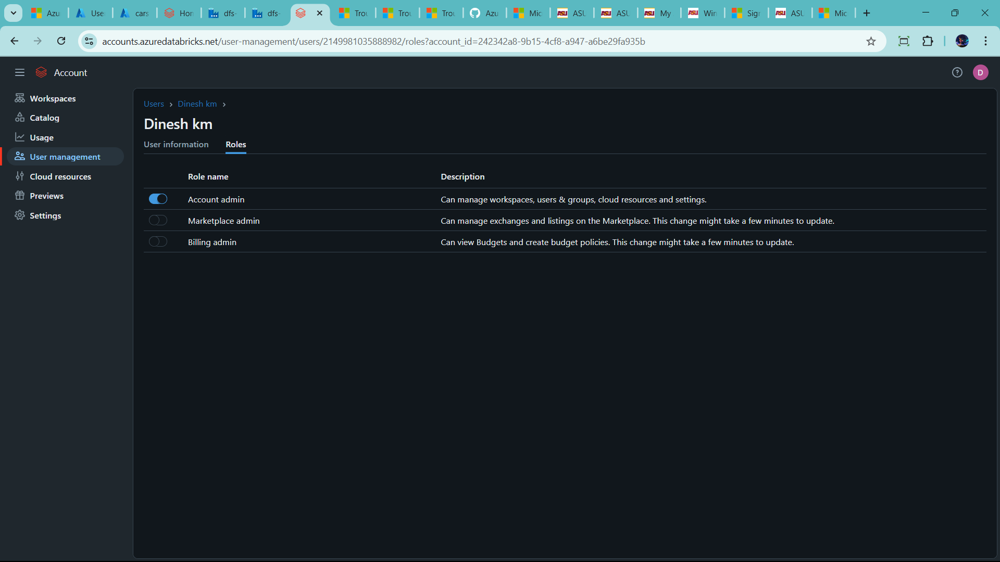 Azu
Use
cars
Hon
dfs-
dfs-
Trou
Trou
Trou
Azu
Mic
ASU
ASU
My
Win
Sign
ASU
Mic
accounts.azuredatabricks.net/user-management/users/2149981035888982/roles?account_id=242342a8-9b15-4cf8-a947-a6be29fa935b
Account
D
Workspaces
Catalog
Usage
User management
Cloud resources
Previews
Settings
Users › Dinesh km ›
Dinesh km
User information Roles
Role name Description
Account admin Can manage workspaces, users & groups, cloud resources and settings.
Marketplace admin Can manage exchanges and listings on the Marketplace. This change might take a few minutes to update.
Billing admin Can view Budgets and create budget policies. This change might take a few minutes to update.